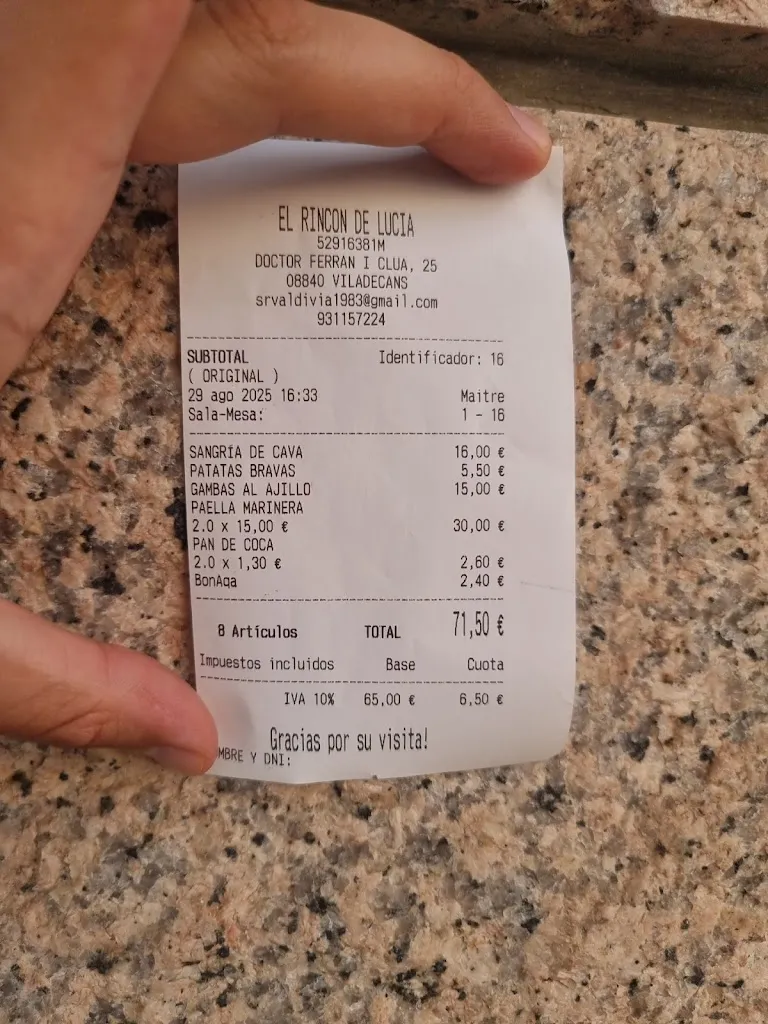 EL RINCON DE LUCIA
52916381M
DOCTOR FERRAN I CLUA, 25
08840 VILADECANS
srvaldivia1983@gmail.com
931157224
SUBTOTAL Identificador: 16
( ORIGINAL )
29 ago 2025 16:33 Maitre
Sala-Mesa: 1 - 16
SANGRÍA DE CAVA 16,00 €
PATATAS BRAVAS 5,50 €
GAMBAS AL AJILLO 15,00 €
PAELLA MARINERA
2.0 x 15,00 € 30,00 €
PAN DE COCA
2.0 x 1,30 € 2,60 €
BonAqa 2,40 €
8 Artículos TOTAL 71,50 €
Impuestos incluidos Base Cuota
IVA 10% 65,00 € 6,50 €
Gracias por su visita!
MBRE Y DNI: